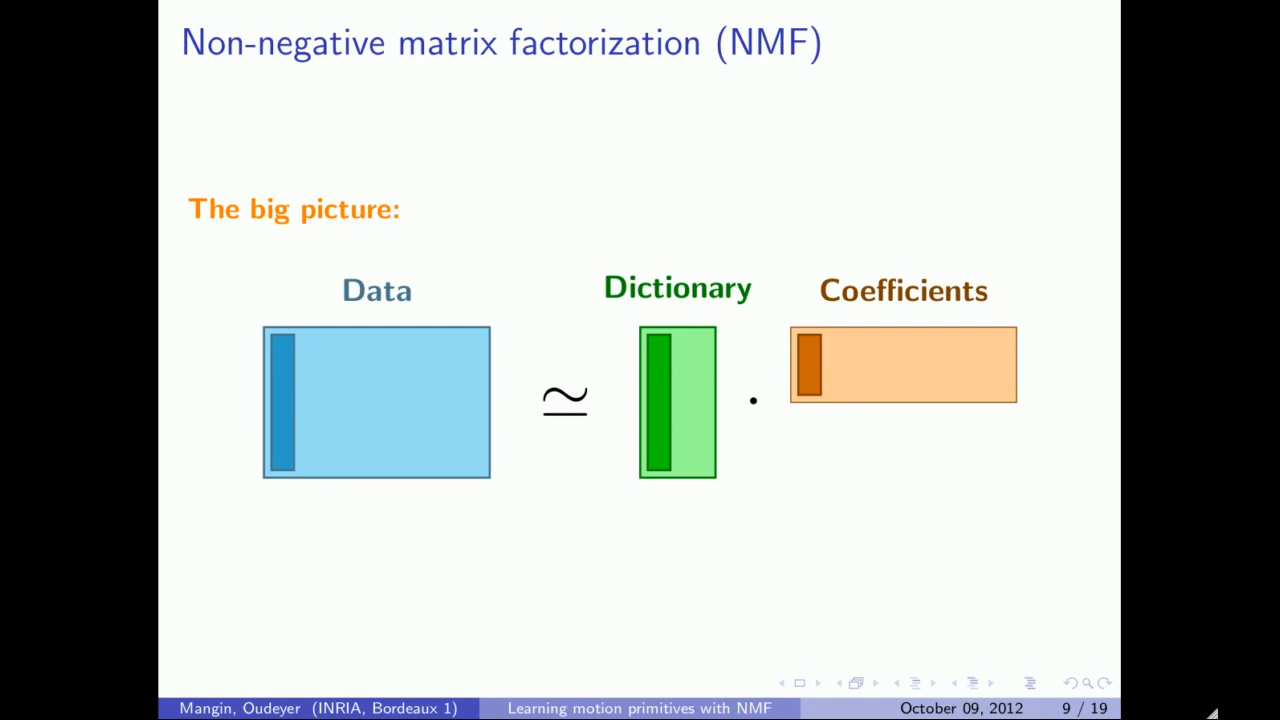 Non-negative matrix factorization (NMF)
The big picture:
Data
Dictionary
Coefficients
≃
·
Mangin, Oudeyer (INRIA, Bordeaux 1)
Learning motion primitives with NMF
October 09, 2012
9 / 19